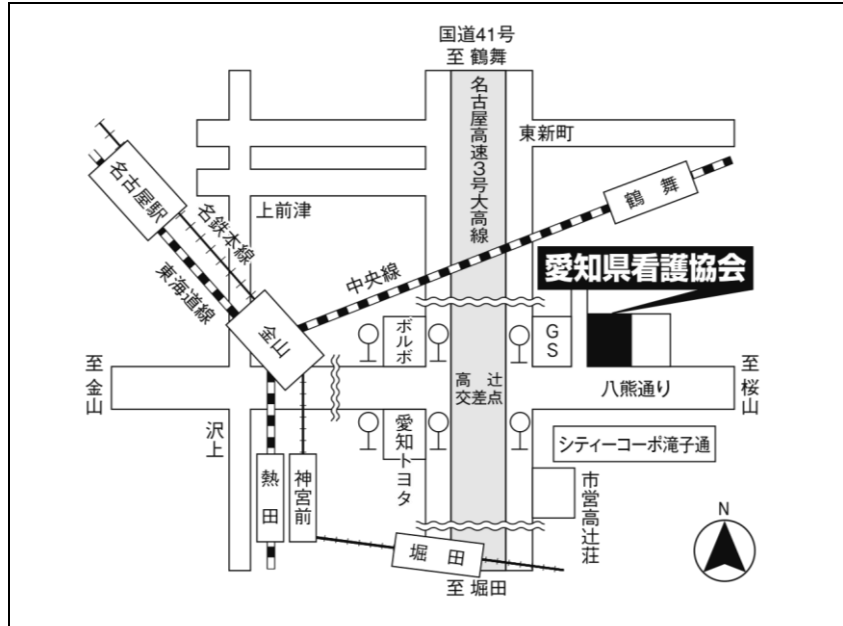 国道41号
至 鶴舞
名古屋高速3号大高線
東新町
名古屋駅
名鉄本線
上前津
鶴 舞
東海道線
中央線
愛知県看護協会
金山
ボルボ
GS
至金山
高 辻
交差点
八熊通り
至桜山
沢上
愛知トヨタ
シティーコーポ滝子通
熱田
神宮前
市営高辻荘
N
堀 田
至 堀田